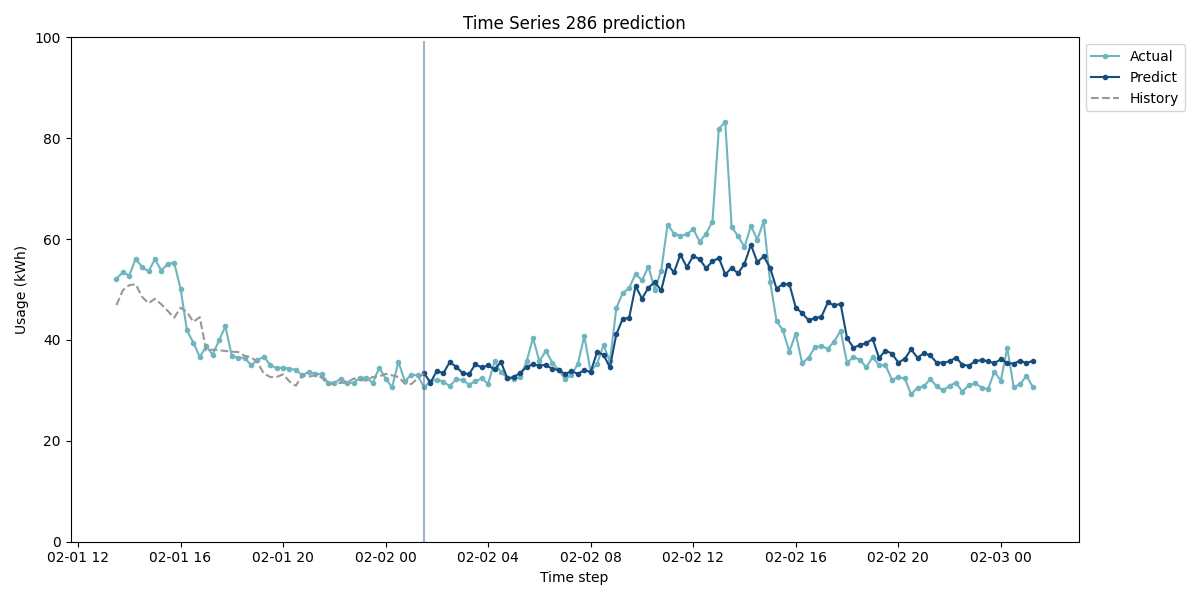 Time Series 286 prediction
100
80
60
40
20
0
Usage (kWh)
02-01 12
02-01 16
02-01 20
02-02 00
02-02 04
02-02 08
02-02 12
02-02 16
02-02 20
02-03 00
Time step
Actual
Predict
History